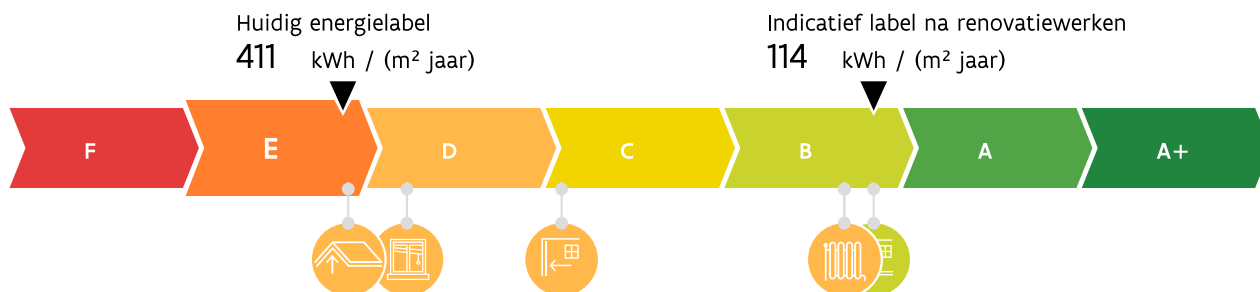 Huidig energielabel
411 kWh / (m² jaar)
Indicatief label na renovatiewerken
114 kWh / (m² jaar)
F E D C B A A+